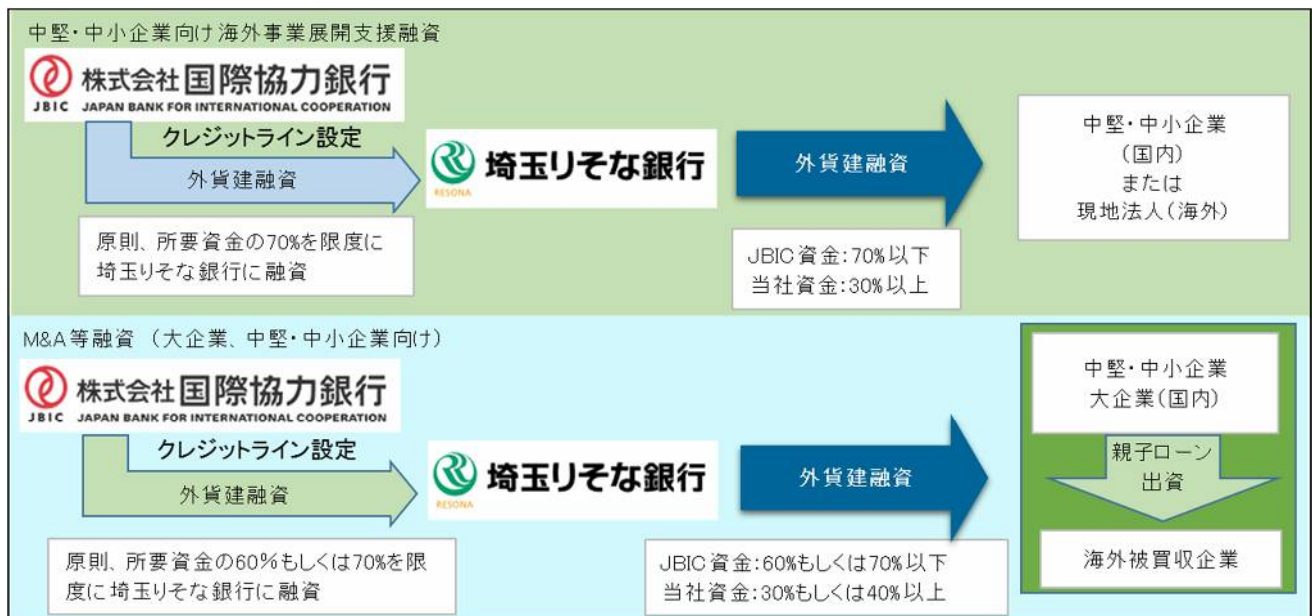 中堅・中小企業向け海外事業展開支援融資
株式会社国際協力銀行
JBIC JAPAN BANK FOR INTERNATIONAL COOPERATION
クレジットライン設定
外貨建融資
原則、所要資金の70%を限度に
埼玉りそな銀行に融資
埼玉りそな銀行
RESONA
外貨建融資
JBIC資金:70%以下
当社資金:30%以上
中堅・中小企業
(国内)
または
現地法人(海外)
M&A等融資 (大企業、中堅・中小企業向け)
株式会社国際協力銀行
JBIC JAPAN BANK FOR INTERNATIONAL COOPERATION
クレジットライン設定
外貨建融資
原則、所要資金の60%もしくは70%を限
度に埼玉りそな銀行に融資
埼玉りそな銀行
RESONA
外貨建融資
JBIC資金:60%もしくは70%以下
当社資金:30%もしくは40%以上
中堅・中小企業
大企業(国内)
親子ローン
出資
海外被買収企業